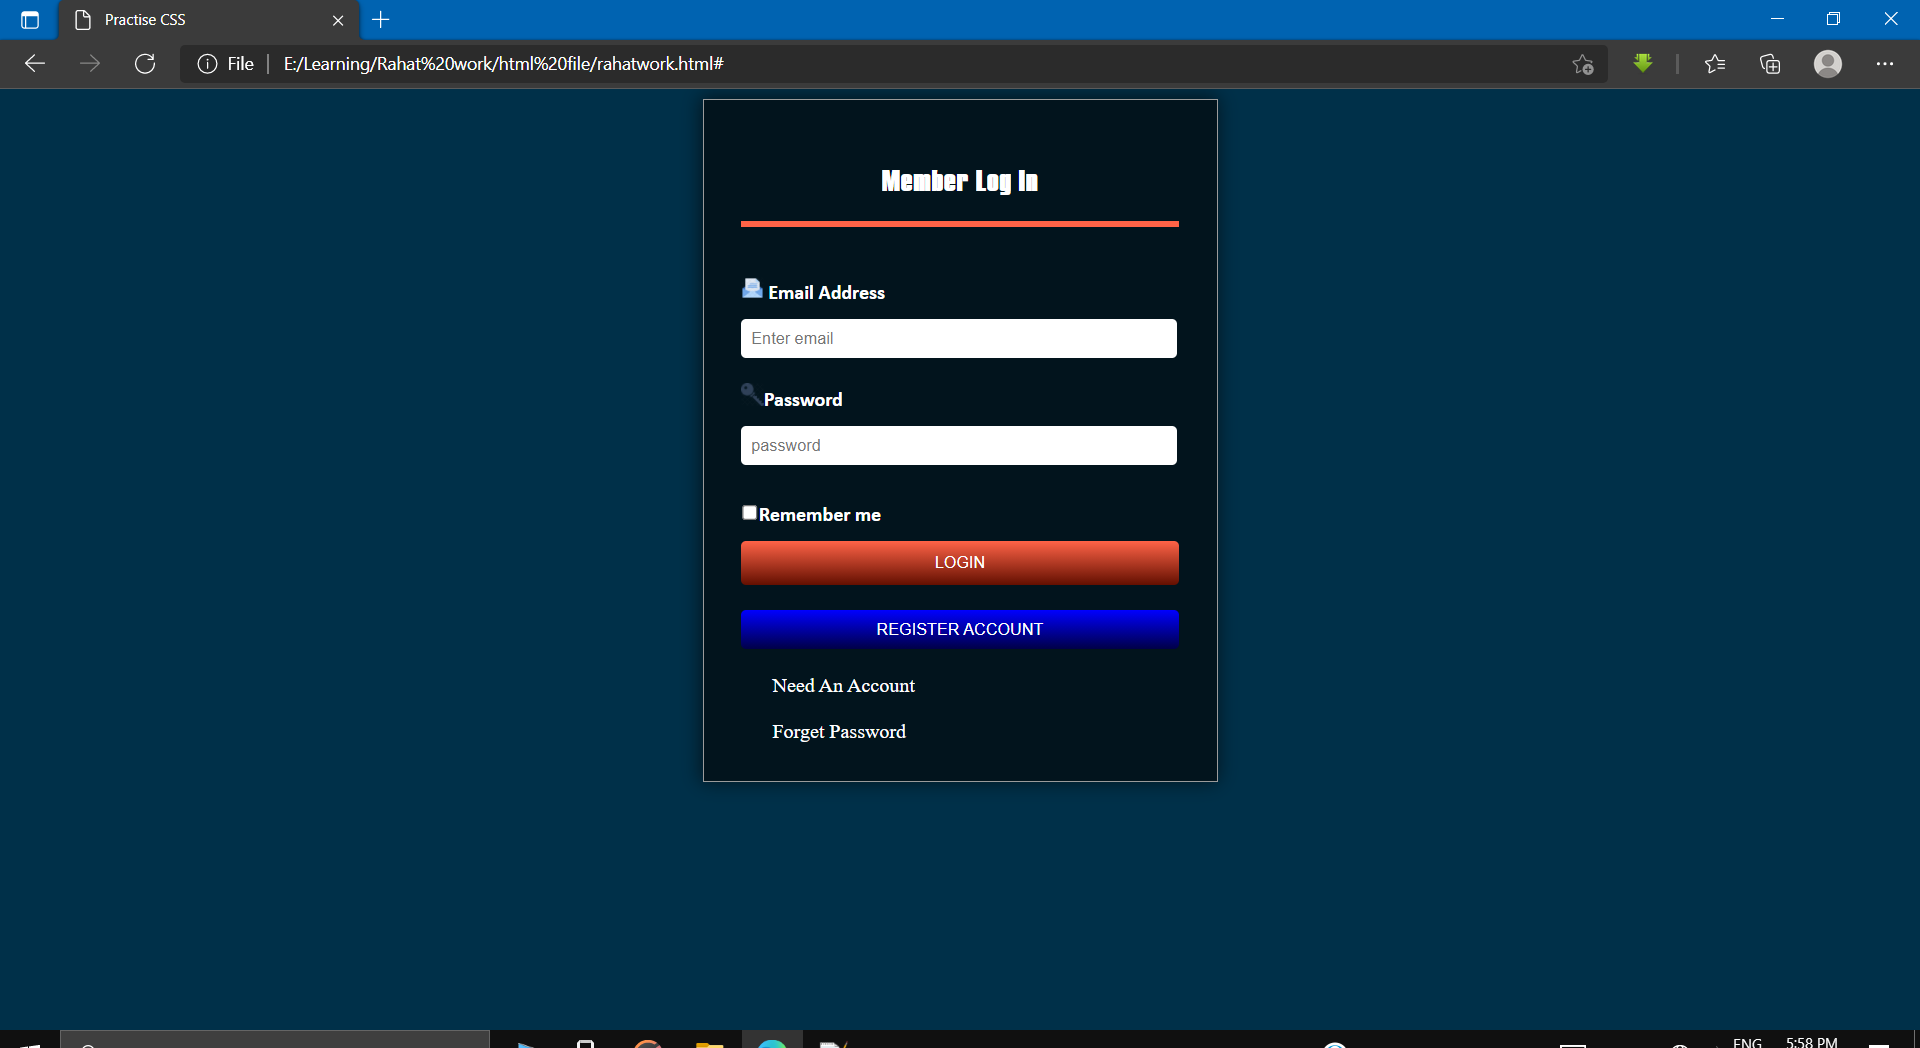 Practise CSS
File E:/Learning/Rahat%20work/html%20file/rahatwork.html#
Member Log In
Email Address
Enter email
Password
password
Remember me
LOGIN
REGISTER ACCOUNT
Need An Account
Forget Password
ENG 5:58 PM